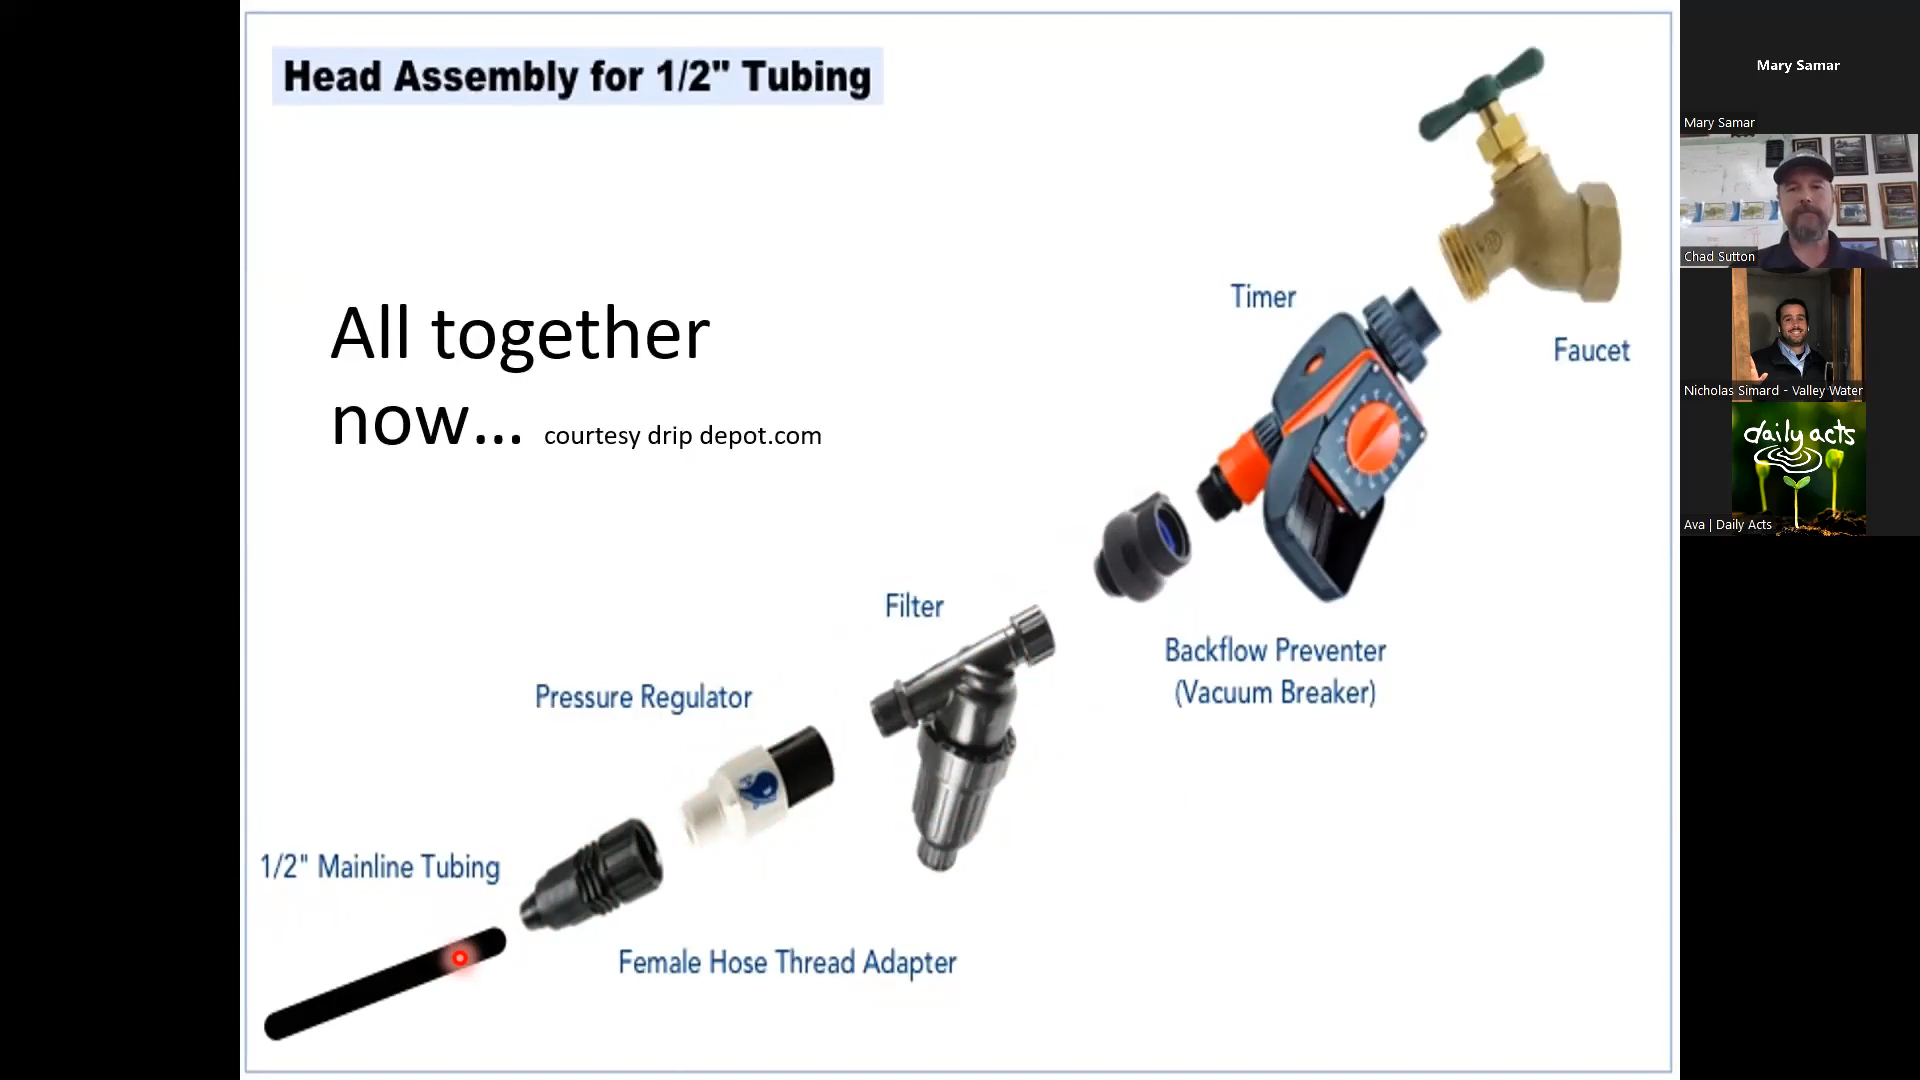 Head Assembly for 1/2" Tubing
All together
now... courtesy drip depot.com
Timer
Faucet
Backflow Preventer
(Vacuum Breaker)
Filter
Pressure Regulator
1/2" Mainline Tubing
Female Hose Thread Adapter
Mary Samar
Mary Samar
Chad Sutton
Nicholas Simard - Valley Water
daily acts
Ava | Daily Acts